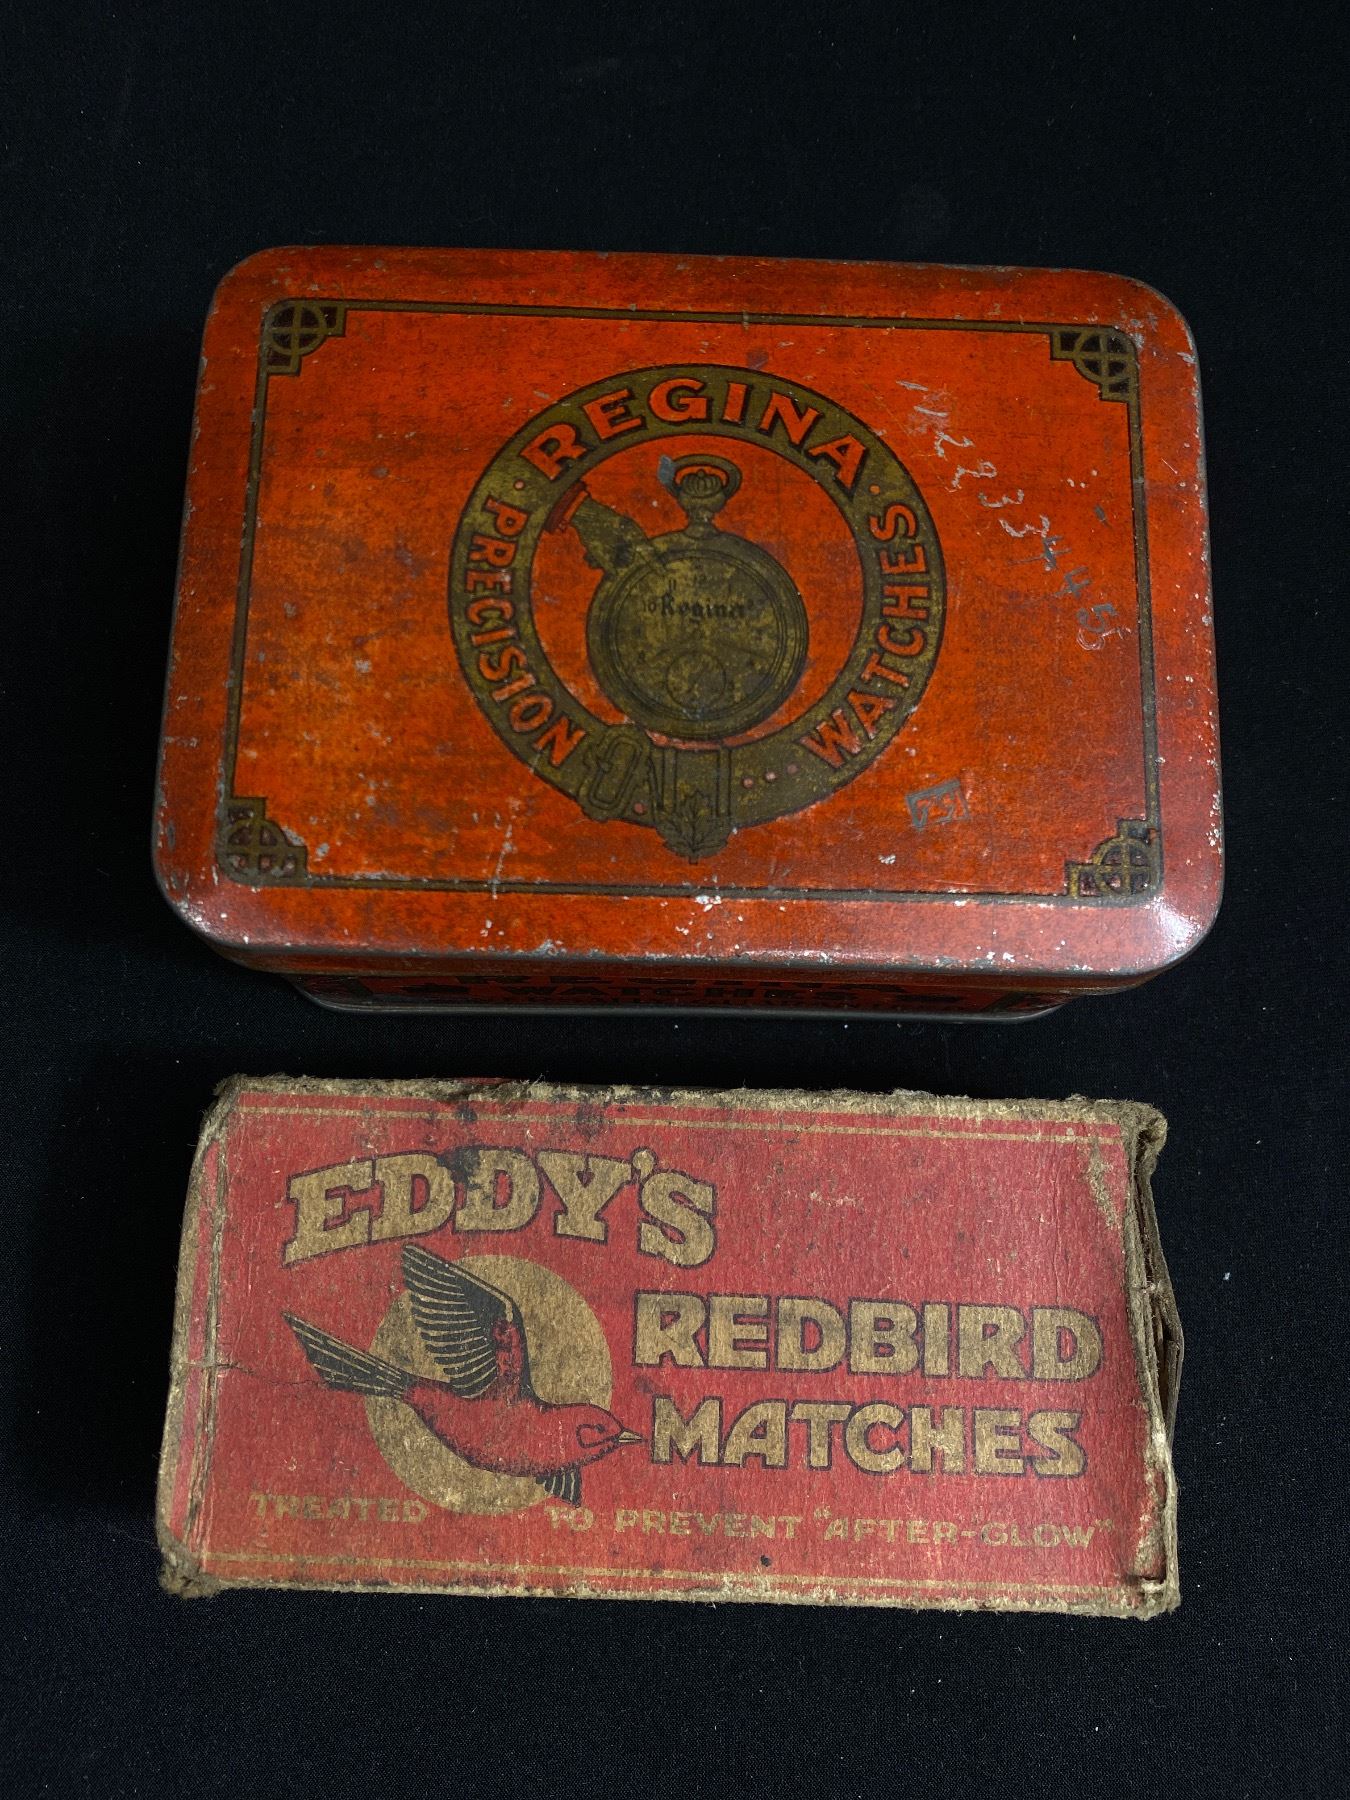 REGINA
PRECISION
WATCHES
Regina
EDDY'S
REDBIRD
MATCHES
TREATED TO PREVENT "AFTER-GLOW"